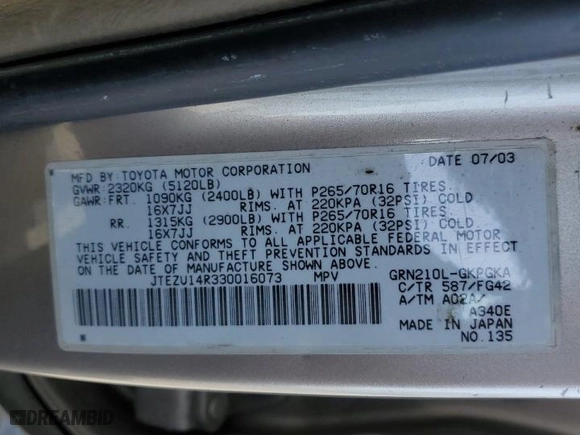 MFD BY:TOYOTA MOTOR CORPORATION DATE 07/03
GVWR:2320KG (5120LB)
GAWR:FRT. 1090KG (2400LB) WITH P265/70R16 TIRES.
16X7JJ RIMS. AT 220KPA (32PSI) COLD
RR. 1315KG (2900LB) WITH P265/70R16 TIRES.
16X7JJ RIMS. AT 220KPA (32PSI) COLD
THIS VEHICLE CONFORMS TO ALL APPLICABLE FEDERAL MOTOR
VEHICLE SAFETY AND THEFT PREVENTION STANDARDS IN EFFECT
ON THE DATE OF MANUFACTURE SHOWN ABOVE.
JTEZU14R330016073 MPV GRN210L-GKPGKA
C/TR 587/FG42
A/TM A02A/
A340E
MADE IN JAPAN
NO.135
DREAMBID